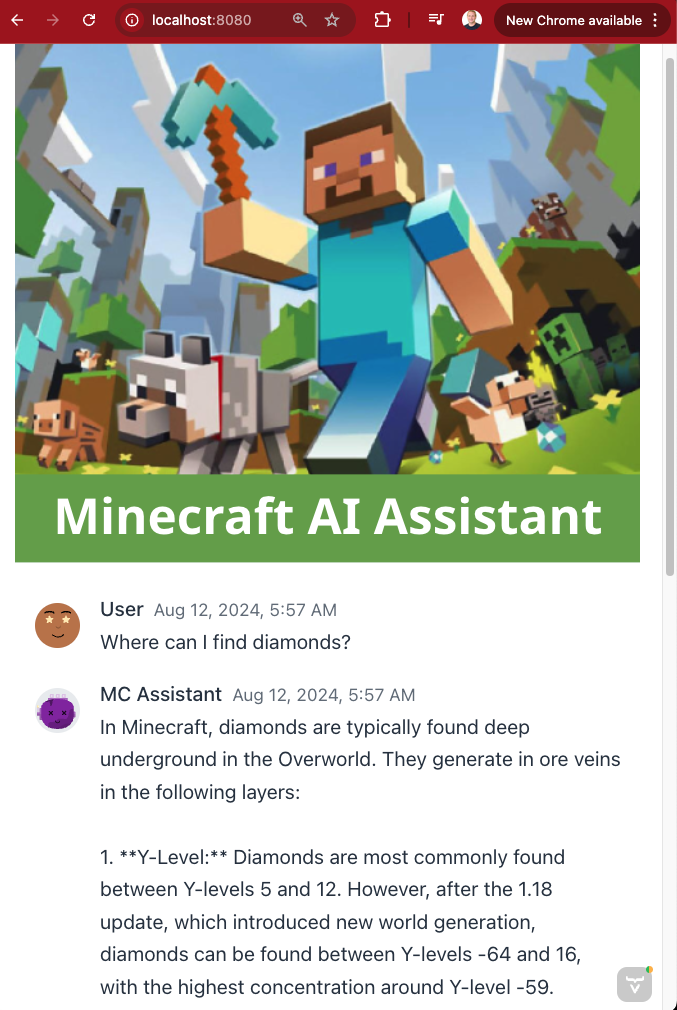 localhost:8080
New Chrome available
Minecraft AI Assistant
User Aug 12, 2024, 5:57 AM
Where can I find diamonds?
MC Assistant Aug 12, 2024, 5:57 AM
In Minecraft, diamonds are typically found deep
underground in the Overworld. They generate in ore veins
in the following layers:
1. **Y-Level:** Diamonds are most commonly found
between Y-levels 5 and 12. However, after the 1.18
update, which introduced new world generation,
diamonds can be found between Y-levels -64 and 16,
with the highest concentration around Y-level -59.